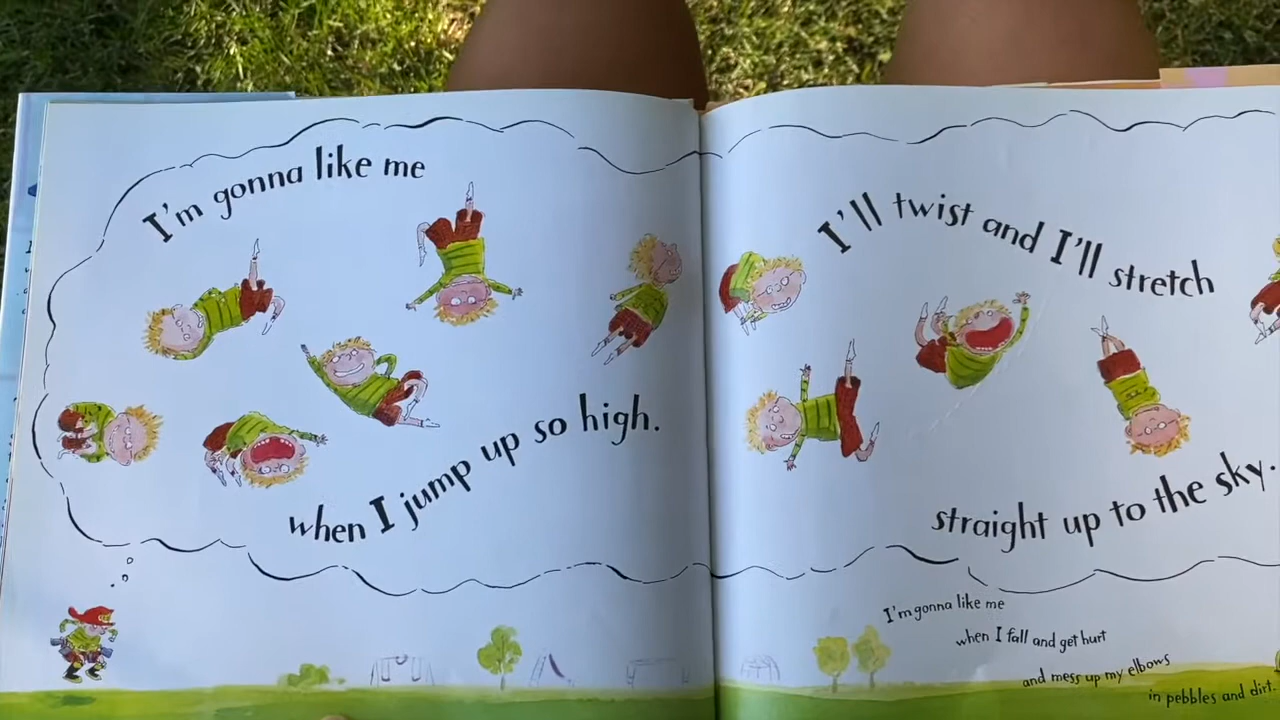 I'm gonna like me
when I jump up so high.
I'll twist and I'll stretch
straight up to the sky.
I'm gonna like me
when I fall and get hurt
and mess up my elbows
in pebbles and dirt.